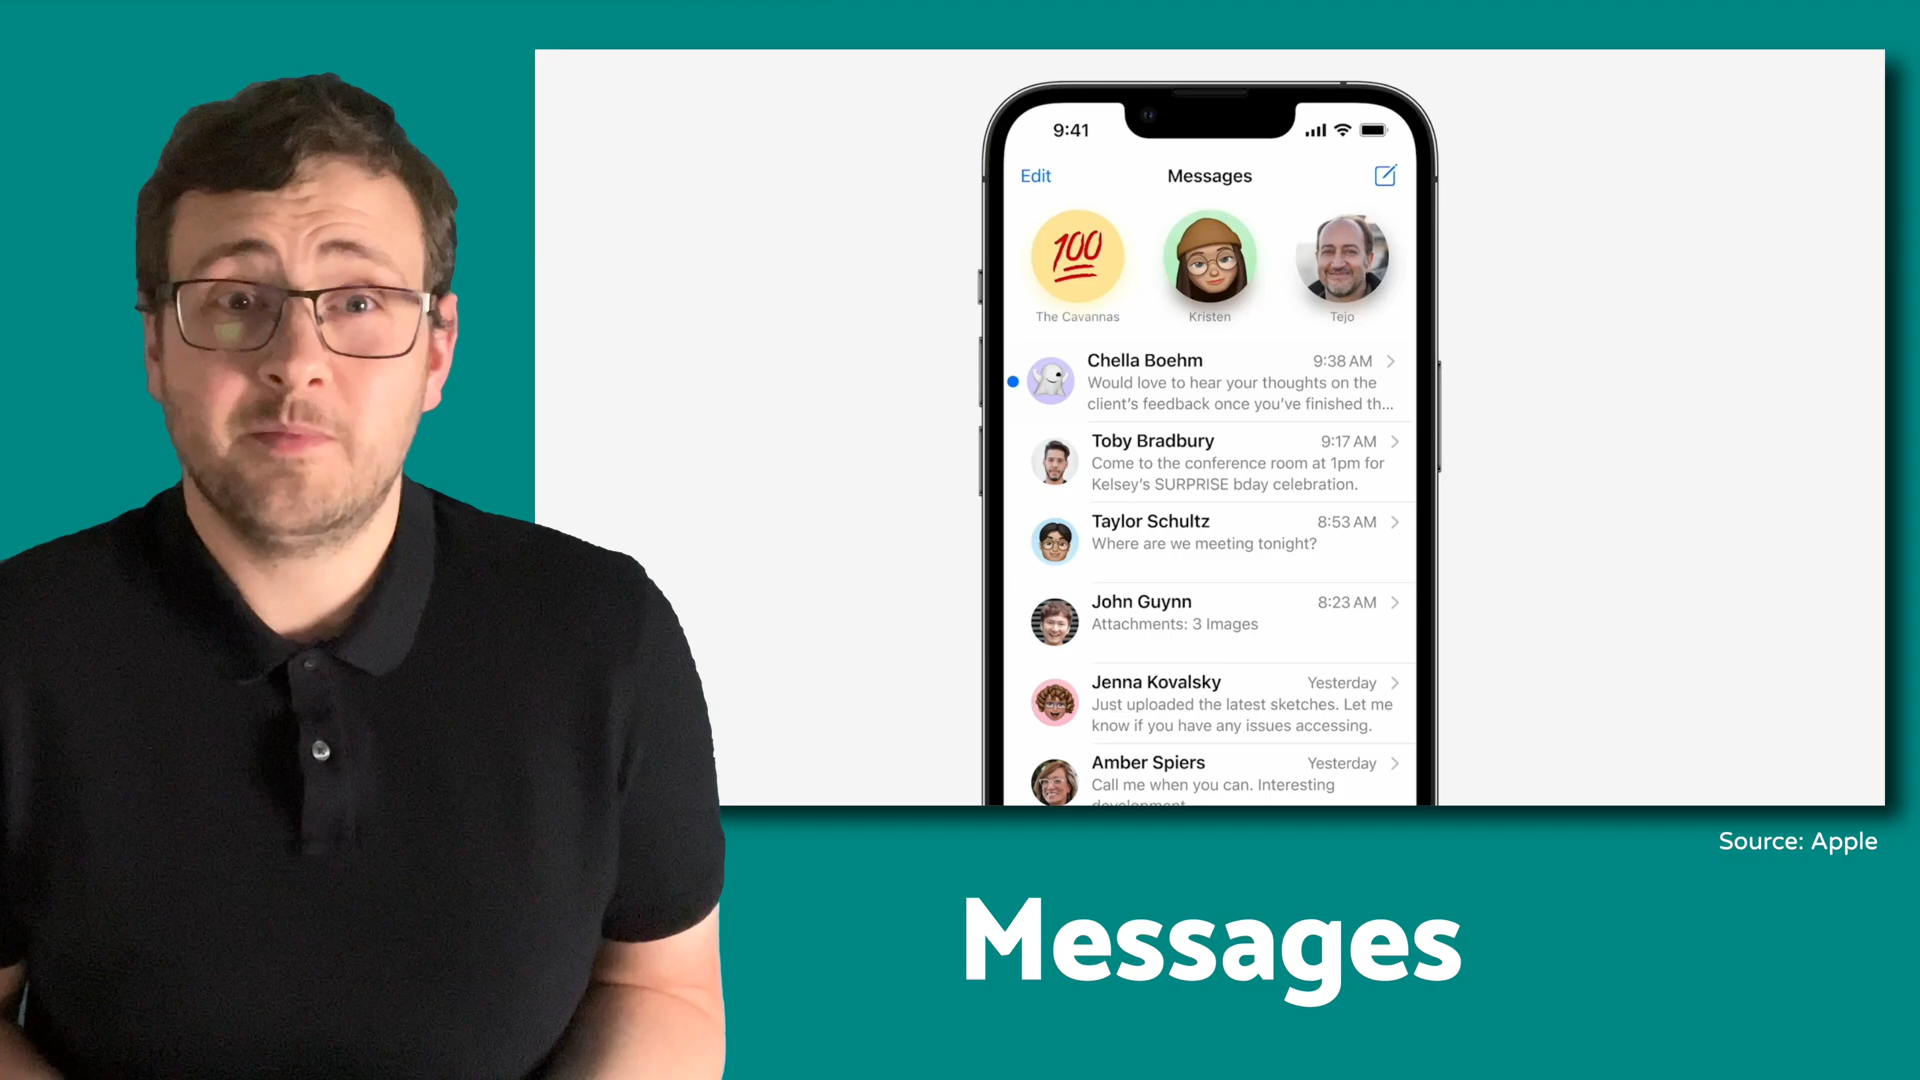 9:41
Edit
Messages
100
The Cavannas
Kristen
Tejo
Chella Boehm
9:38 AM
Would love to hear your thoughts on the
client's feedback once you've finished th...
Toby Bradbury
9:17 AM
Come to the conference room at 1pm for
Kelsey's SURPRISE bday celebration.
Taylor Schultz
8:53 AM
Where are we meeting tonight?
John Guynn
8:23 AM
Attachments: 3 Images
Jenna Kovalsky
Yesterday
Just uploaded the latest sketches. Let me
know if you have any issues accessing.
Amber Spiers
Yesterday
Call me when you can. Interesting
Source: Apple
Messages